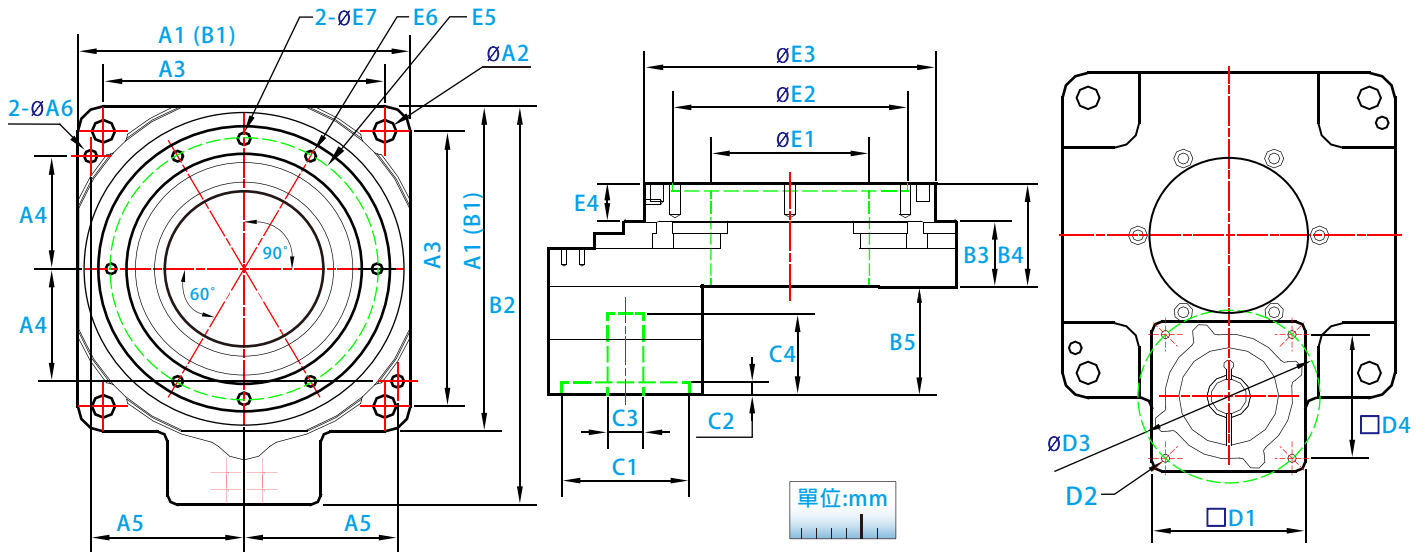 A1 (B1)
A3
2-ØE7
E6
E5
ØA2
2-ØA6
A4
A4
90°
60°
A3
A1 (B1)
B2
A5
A5
ØE3
ØE2
ØE1
E4
B3
B4
B5
C4
C3
C2
C1
單位:mm
ØD3
D2
□D4
□D1